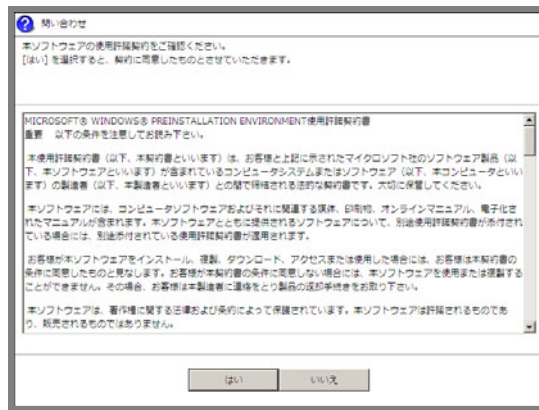 問い合わせ
本ソフトウェアの使用許諾契約をご確認ください。
[はい] を選択すると、契約に同意したものとさせていただきます。
MICROSOFT® WINDOWS® PREINSTALLATION ENVIRONMENT使用許諾契約書
重要 以下の条件を注意してお読み下さい。
本使用許諾契約書（以下、本契約書といいます）は、お客様と上記に示されたマイクロソフト社のソフトウェア製品（以
下、本ソフトウェアといいます）が含まれているコンピュータシステムまたはソフトウェア（以下、本コンピュータといい
ます）の製造者（以下、本製造者といいます）との間で締結される法的な契約書です。大切に保管してください。
本ソフトウェアには、コンピュータソフトウェアおよびそれに関連する媒体、印刷物、オンラインマニュアル、電子化さ
れたマニュアルが含まれます。本ソフトウェアとともに提供されるソフトウェアについて、別途使用許諾契約書が添付され
ている場合には、別途添付されている使用許諾契約書が適用されます。
お客様が本ソフトウェアをインストール、複製、ダウンロード、アクセスまたは使用した場合には、お客様は本契約書の
条件に同意したものと見なします。お客様が本契約書の条件に同意しない場合には、本ソフトウェアを使用または複製する
ことができません。その場合、お客様は本製造者に連絡をとり製品の返却手続きをお取り下さい。
本ソフトウェアは、著作権に関する法律および条約によって保護されています。本ソフトウェアは許諾されるものであ
り、販売されるものではありません。
はい
いいえ